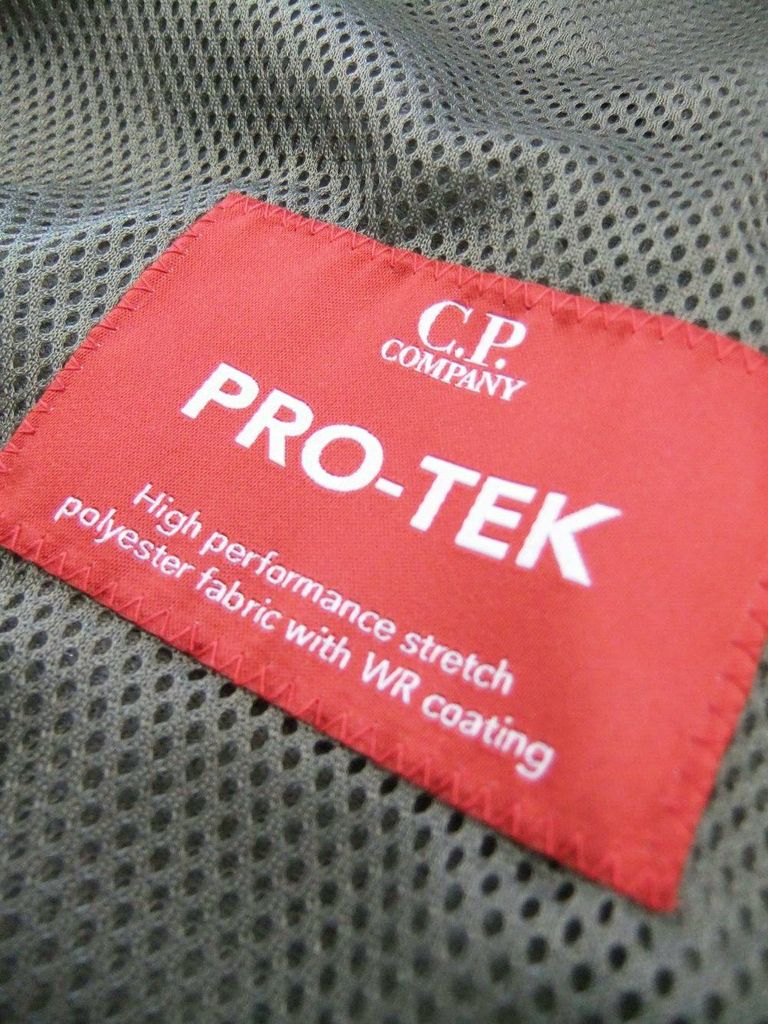 C.P.
COMPANY
PRO-TEK
High performance stretch
polyester fabric with WR coating